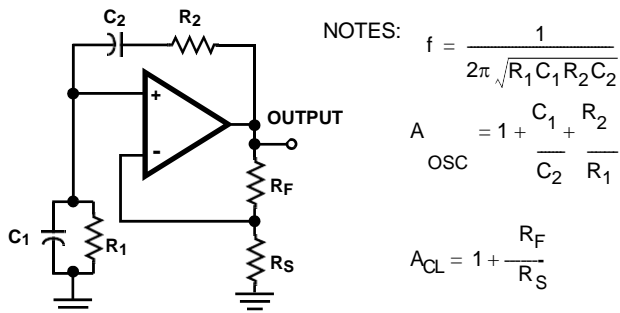 C2
R2
+
-
OUTPUT
RF
C1
R1
RS
NOTES:
f = 1 / 2π √R1C1R2C2
AOSC = 1 + C1/C2 + R2/R1
ACL = 1 + RF/RS